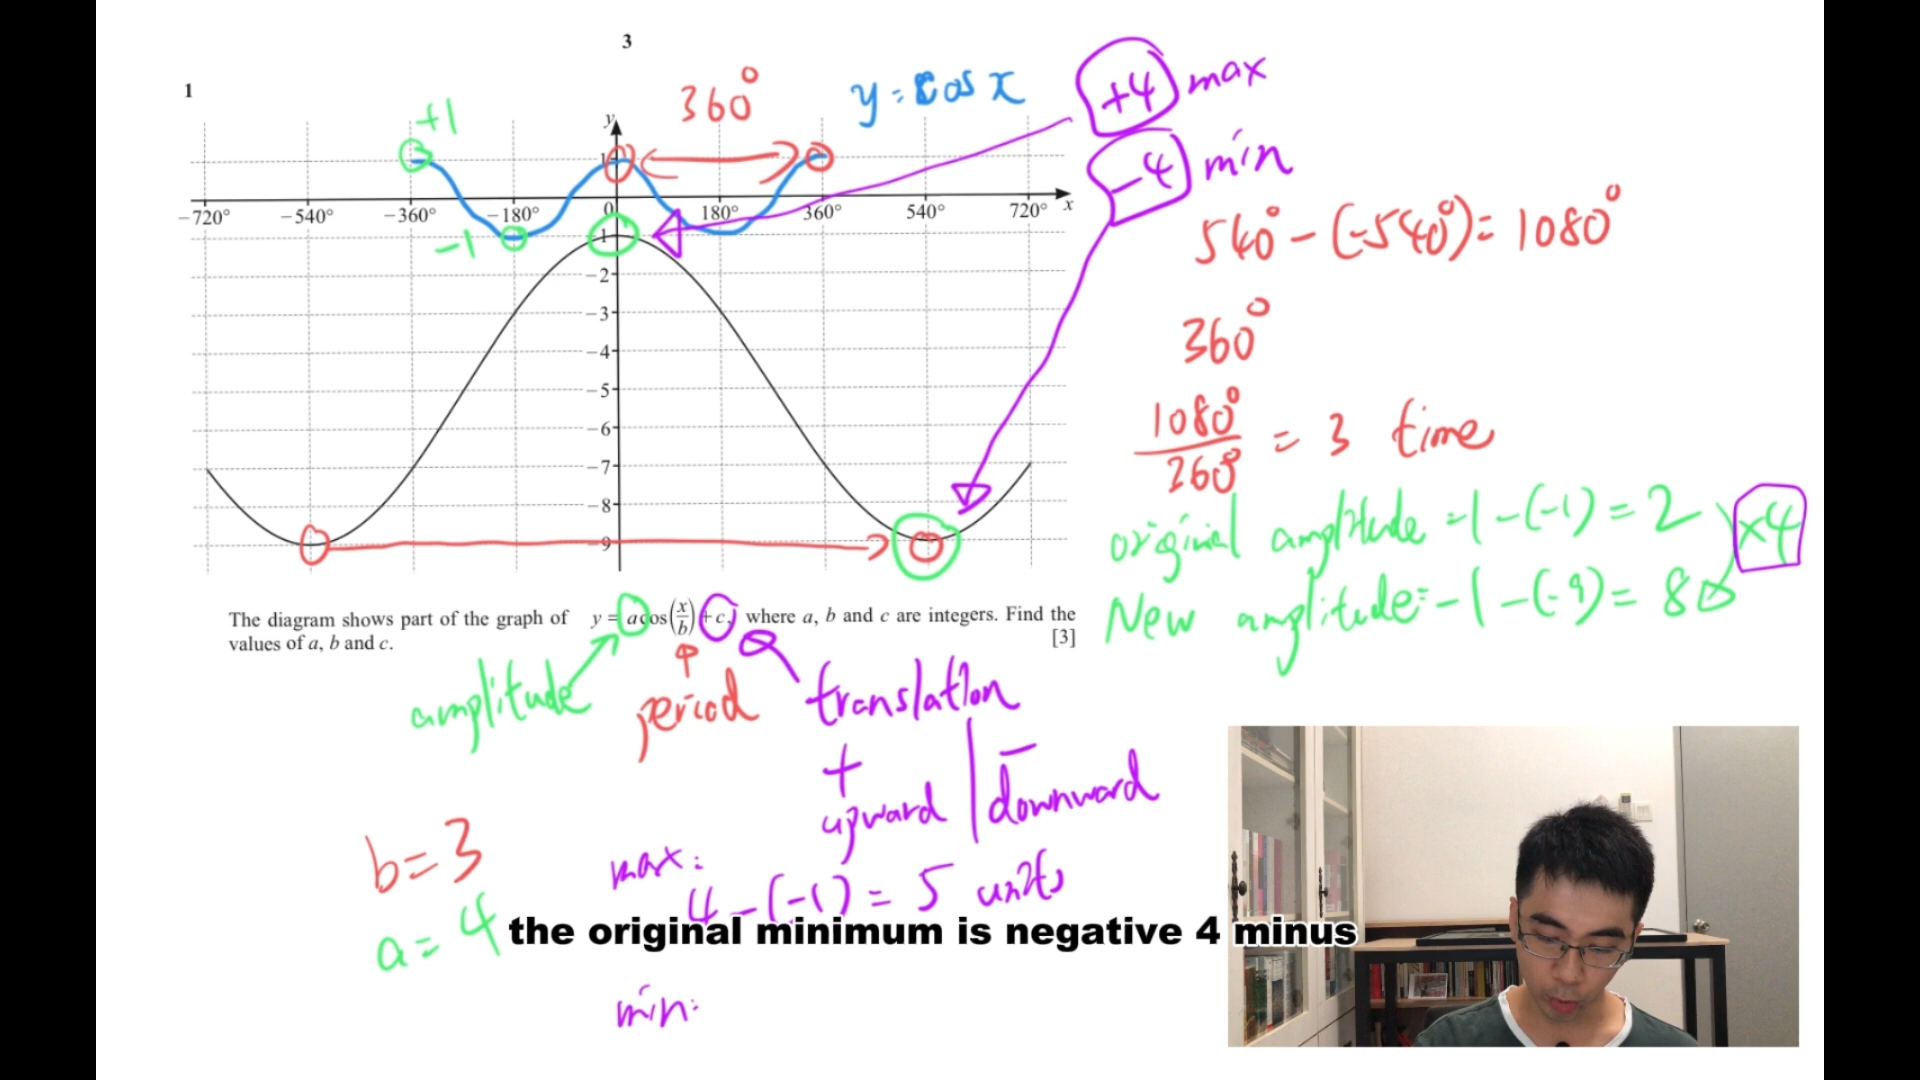 3
1
+1
360°
y = cos x
+4 max
-4 min
y
1
-720° -540° -360° -180° 0 180° 360° 540° 720° x
-1
-1
-2
-3
-4
-5
-6
-7
-8
-9
540° - (-540°) = 1080°
360°
1080°/260° = 3 time
original amplitude = 1 - (-1) = 2
×4
New amplitude = -1 - (-9) = 8
The diagram shows part of the graph of y = a cos(x/b) + c, where a, b and c are integers. Find the
values of a, b and c. [3]
amplitude period translation
+ upward | - downward
b = 3
max:
4 - (-1) = 5 units
a = 4
the original minimum is negative 4 minus
min: